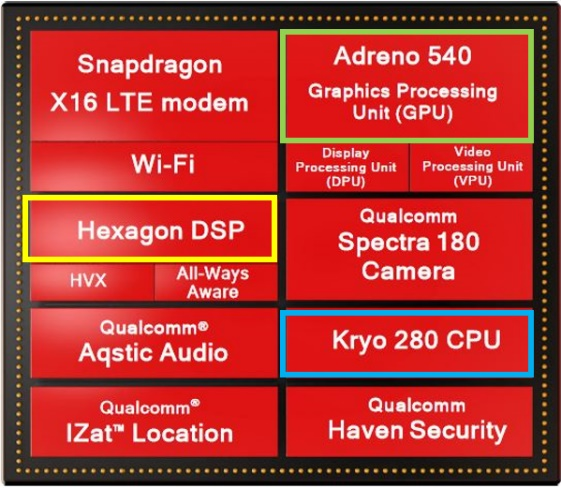 Snapdragon
X16 LTE modem
Wi-Fi
Hexagon DSP
HVX
All-Ways
Aware
Qualcomm®
Aqstic Audio
Qualcomm®
IZat™ Location
Adreno 540
Graphics Processing
Unit (GPU)
Display
Processing Unit
(DPU)
Video
Processing Unit
(VPU)
Qualcomm
Spectra 180
Camera
Kryo 280 CPU
Qualcomm
Haven Security